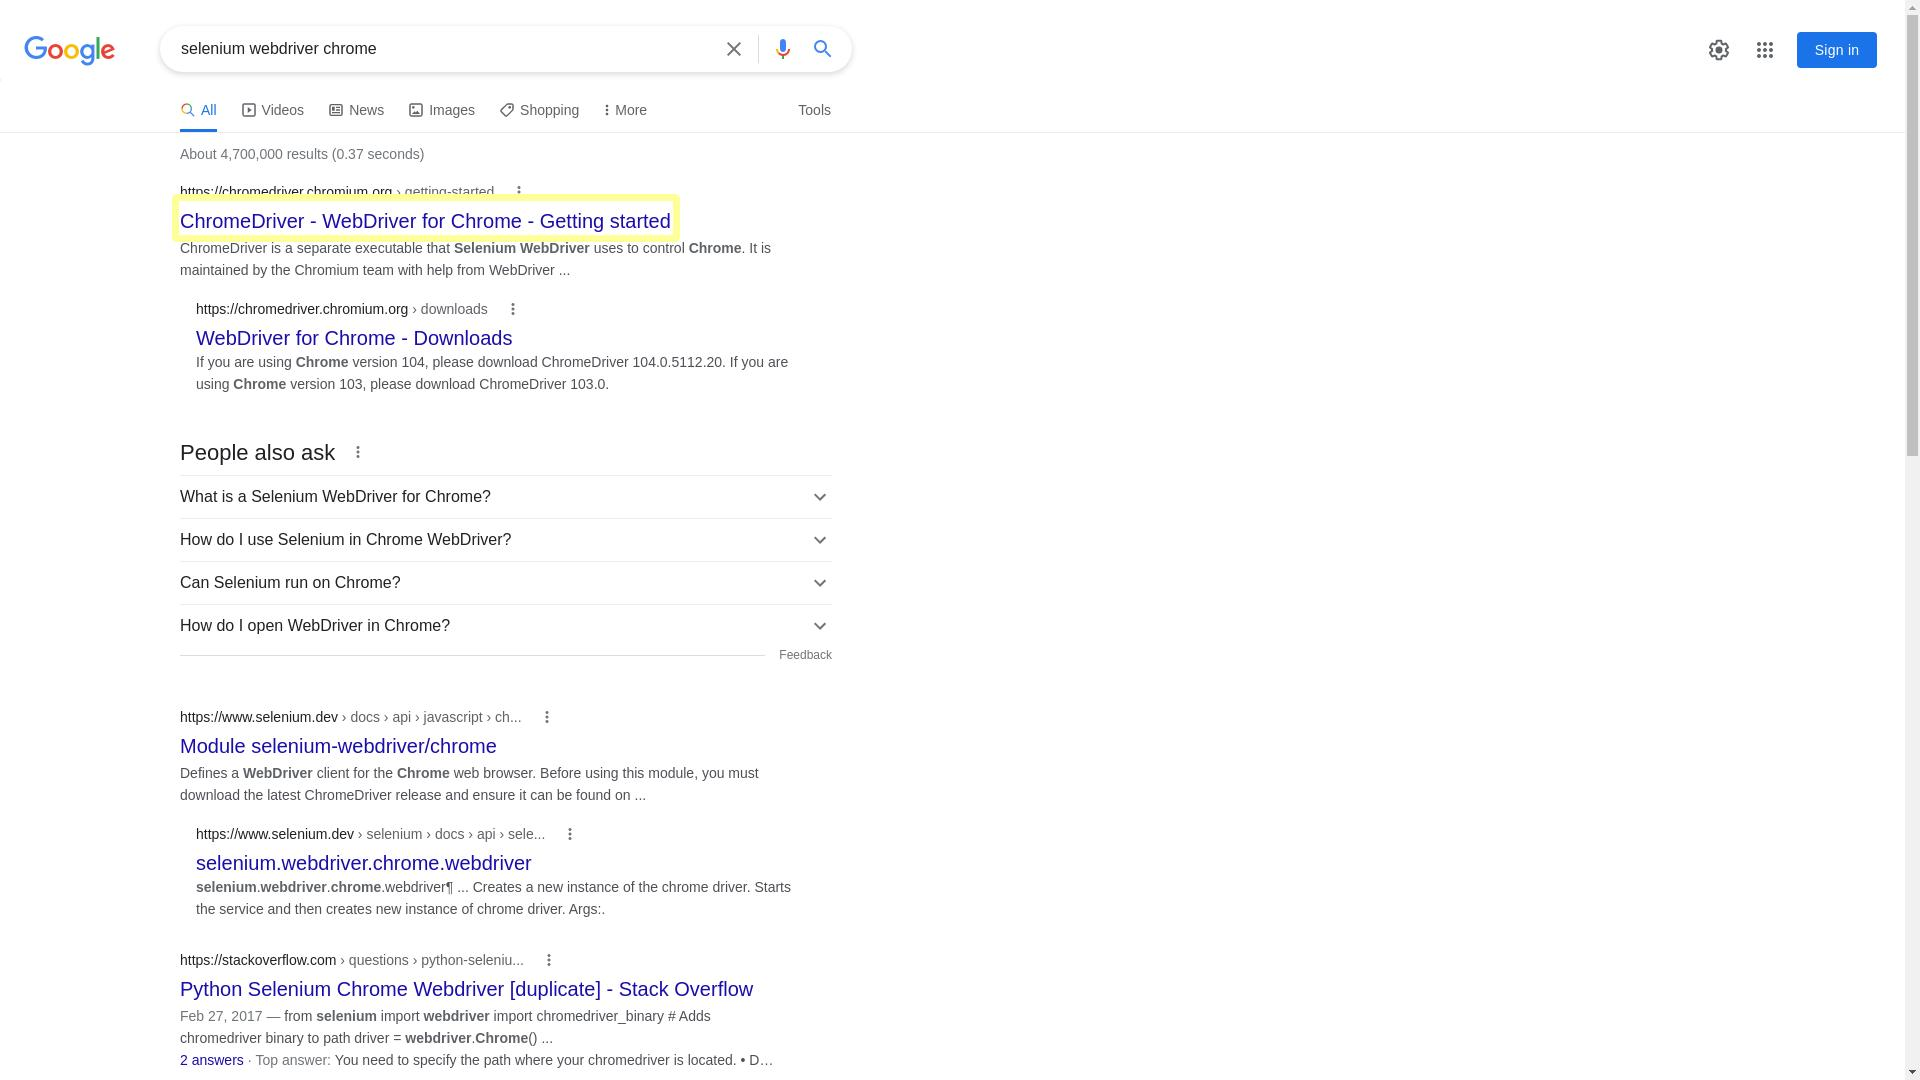 Google
selenium webdriver chrome
Sign in
All Videos News Images Shopping More Tools
About 4,700,000 results (0.37 seconds)
https://chromedriver.chromium.org › getting-started
ChromeDriver - WebDriver for Chrome - Getting started
ChromeDriver is a separate executable that Selenium WebDriver uses to control Chrome. It is
maintained by the Chromium team with help from WebDriver ...
https://chromedriver.chromium.org › downloads
WebDriver for Chrome - Downloads
If you are using Chrome version 104, please download ChromeDriver 104.0.5112.20. If you are
using Chrome version 103, please download ChromeDriver 103.0.
People also ask
What is a Selenium WebDriver for Chrome?
How do I use Selenium in Chrome WebDriver?
Can Selenium run on Chrome?
How do I open WebDriver in Chrome?
Feedback
https://www.selenium.dev › docs › api › javascript › ch...
Module selenium-webdriver/chrome
Defines a WebDriver client for the Chrome web browser. Before using this module, you must
download the latest ChromeDriver release and ensure it can be found on ...
https://www.selenium.dev › selenium › docs › api › sele...
selenium.webdriver.chrome.webdriver
selenium.webdriver.chrome.webdriver¶ ... Creates a new instance of the chrome driver. Starts
the service and then creates new instance of chrome driver. Args:.
https://stackoverflow.com › questions › python-seleniu...
Python Selenium Chrome Webdriver [duplicate] - Stack Overflow
Feb 27, 2017 — from selenium import webdriver import chromedriver_binary # Adds
chromedriver binary to path driver = webdriver.Chrome() ...
2 answers · Top answer: You need to specify the path where your chromedriver is located. • D…